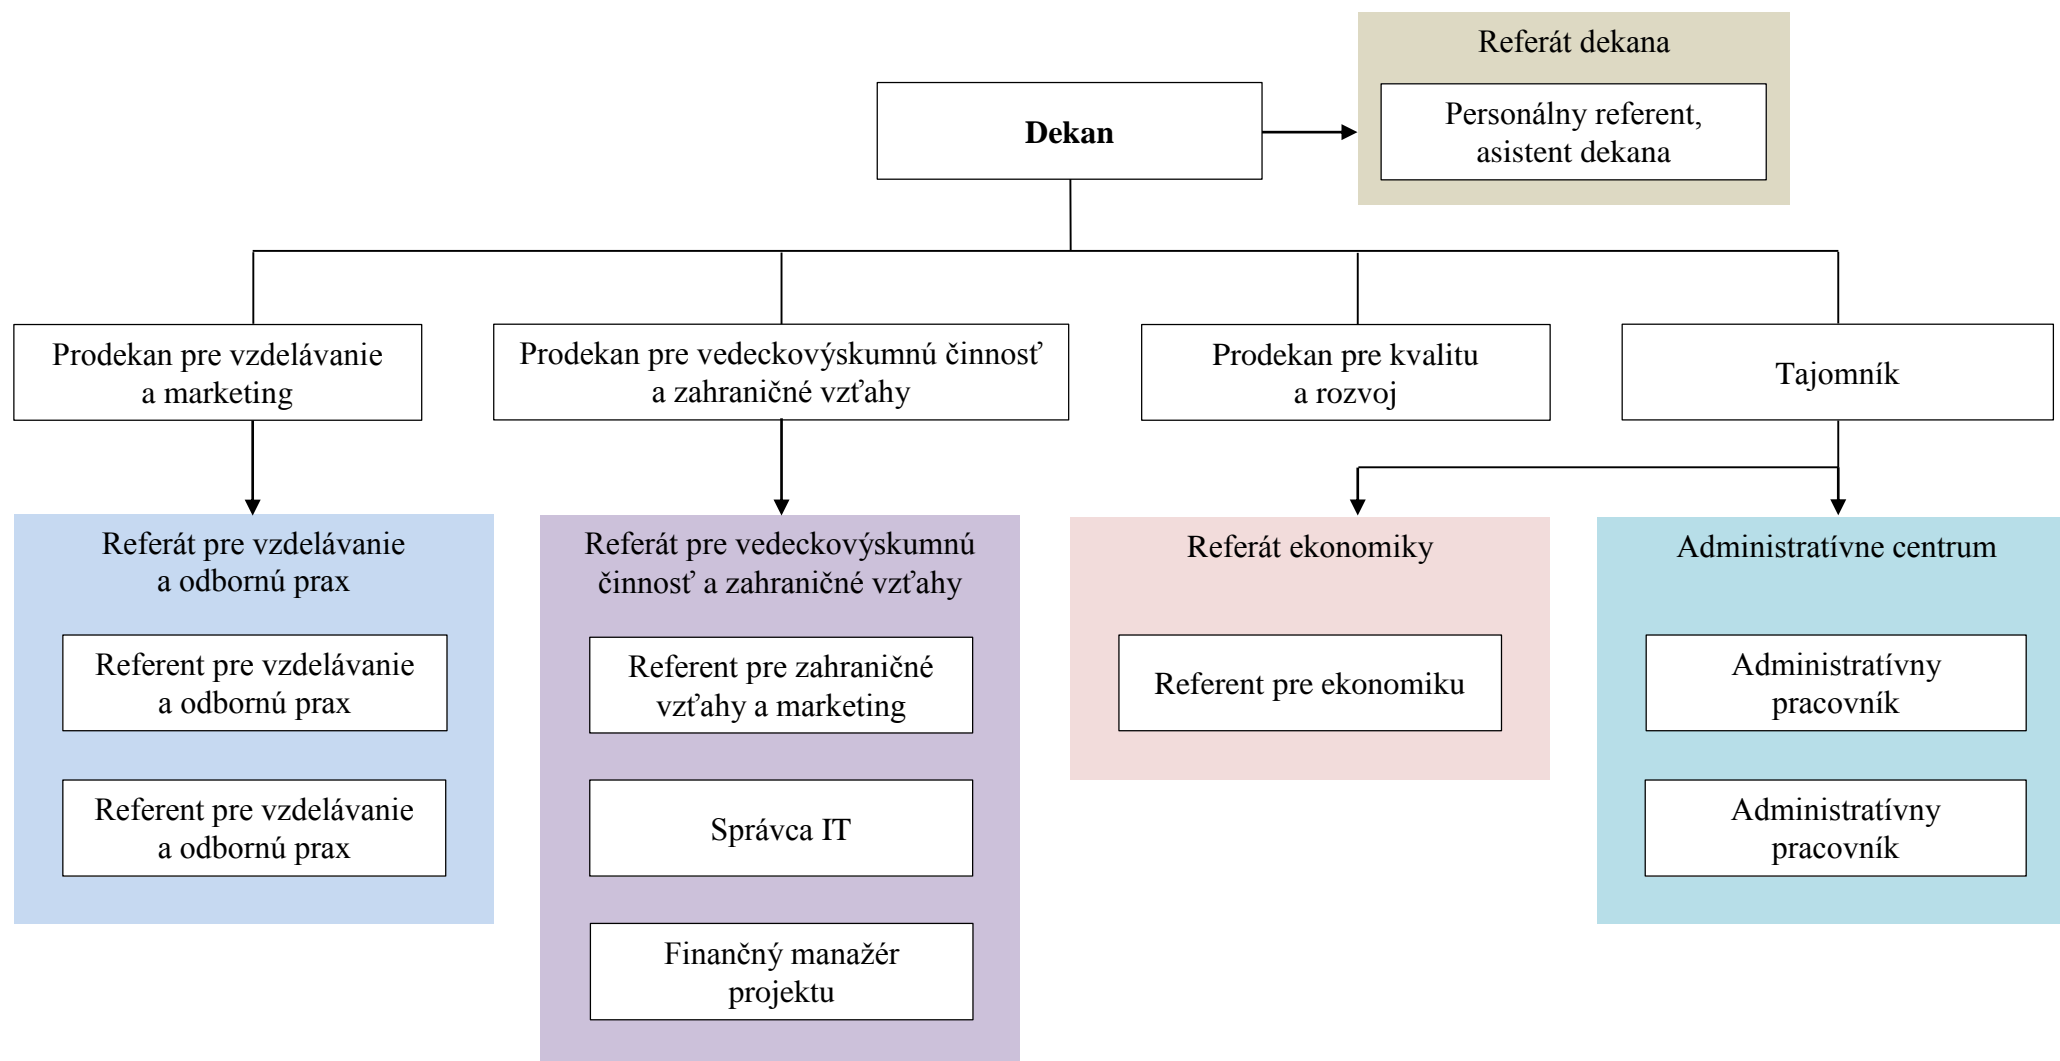 Referát dekana
Personálny referent,
asistent dekana
Dekan
Prodekan pre vzdelávanie
a marketing
Prodekan pre vedeckovýskumnú činnosť
a zahraničné vzťahy
Prodekan pre kvalitu
a rozvoj
Tajomník
Referát pre vzdelávanie
a odbornú prax
Referent pre vzdelávanie
a odbornú prax
Referent pre vzdelávanie
a odbornú prax
Referát pre vedeckovýskumnú
činnosť a zahraničné vzťahy
Referent pre zahraničné
vzťahy a marketing
Správca IT
Finančný manažér
projektu
Referát ekonomiky
Referent pre ekonomiku
Administratívne centrum
Administratívny
pracovník
Administratívny
pracovník